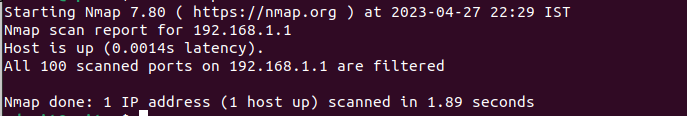 Starting Nmap 7.80 ( https://nmap.org ) at 2023-04-27 22:29 IST
Nmap scan report for 192.168.1.1
Host is up (0.0014s latency).
All 100 scanned ports on 192.168.1.1 are filtered
Nmap done: 1 IP address (1 host up) scanned in 1.89 seconds